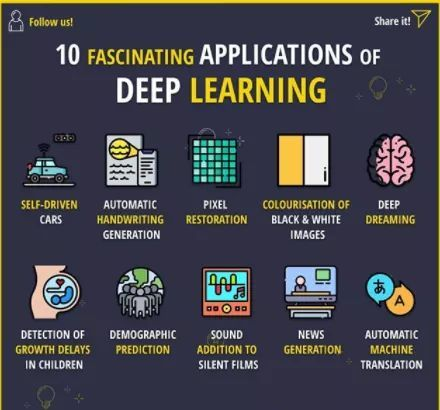 Follow us!
Share it!
10 FASCINATING APPLICATIONS OF
DEEP LEARNING
SELF-DRIVEN
CARS
AUTOMATIC
HANDWRITING
GENERATION
PIXEL
RESTORATION
COLOURISATION OF
BLACK & WHITE
IMAGES
DEEP
DREAMING
DETECTION OF
GROWTH DELAYS
IN CHILDREN
DEMOGRAPHIC
PREDICTION
SOUND
ADDITION TO
SILENT FILMS
NEWS
GENERATION
あ
A
AUTOMATIC
MACHINE
TRANSLATION